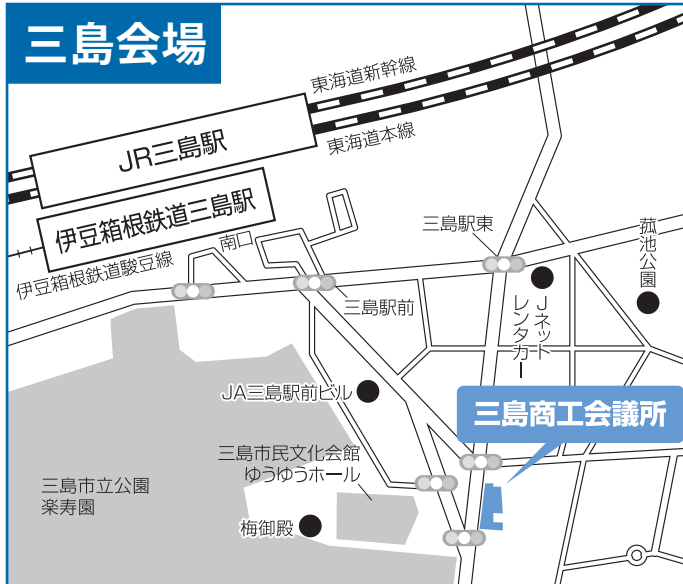 三島会場
東海道新幹線
JR三島駅
東海道本線
伊豆箱根鉄道三島駅
南口
三島駅東
菰池公園
伊豆箱根鉄道駿豆線
三島駅前
Jネット
レンタカー
JA三島駅前ビル
三島商工会議所
三島市民文化会館
ゆうゆうホール
三島市立公園
楽寿園
梅御殿